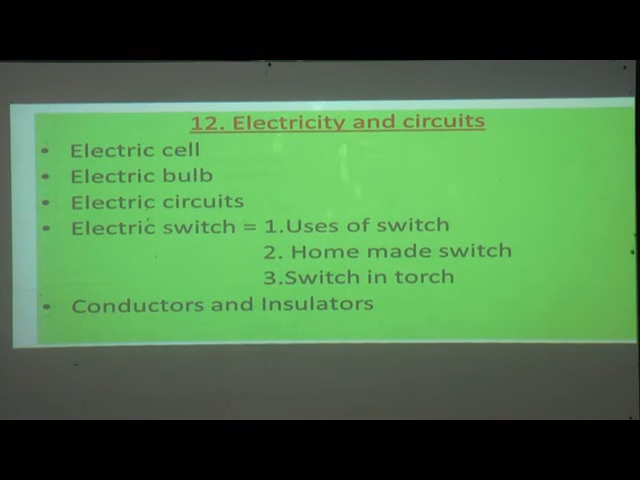 12. Electricity and circuits
• Electric cell
• Electric bulb
• Electric circuits
• Electric switch = 1.Uses of switch
2. Home made switch
3.Switch in torch
• Conductors and Insulators